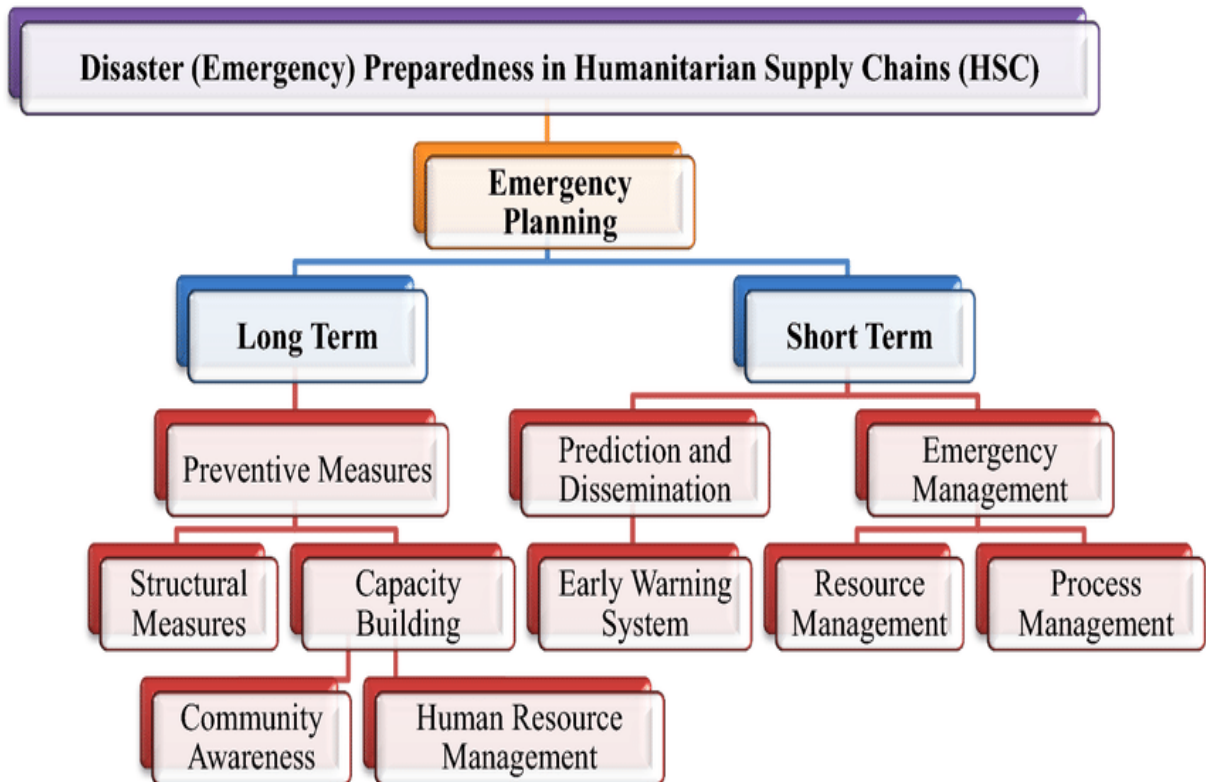 Disaster (Emergency) Preparedness in Humanitarian Supply Chains (HSC)
Emergency
Planning
Long Term
Short Term
Preventive Measures
Prediction and
Dissemination
Emergency
Management
Structural
Measures
Capacity
Building
Early Warning
System
Resource
Management
Process
Management
Community
Awareness
Human Resource
Management